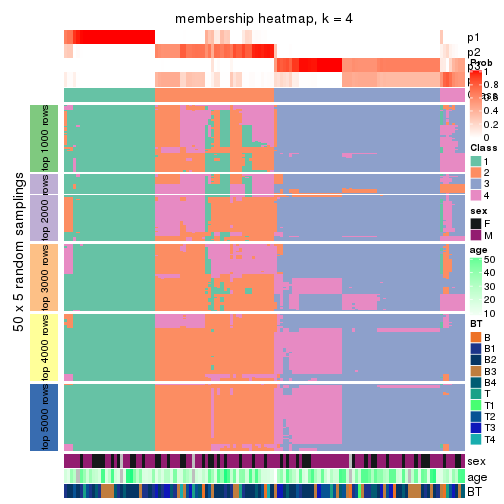 membership heatmap, k = 4
p1
p2
p3
Prob
1
0.8
0.6
0.4
0.2
0
Class
1
2
3
4
sex
F
M
age
50
40
30
20
10
BT
B
B1
B2
B3
B4
T
T1
T2
T3
T4
50 x 5 random samplings
top 1000 rows
top 2000 rows
top 3000 rows
top 4000 rows
top 5000 rows
sex
age
BT